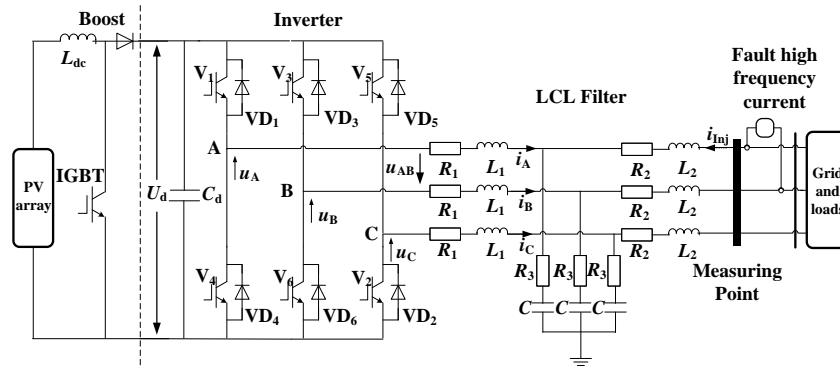 Boost
Inverter
L_dc
V_1
V_3
V_5
VD_1
VD_3
VD_5
LCL Filter
Fault high
frequency
current
IGBT
PV
array
U_d
C_d
A
u_A
B
u_B
C
u_C
u_AB
R_1
L_1
i_A
R_2
L_2
i_Inj
R_1
L_1
i_B
R_2
L_2
R_1
L_1
i_C
R_2
L_2
Grid
and
loads
V_4
V_6
V_2
VD_4
VD_6
VD_2
R_3
R_3
R_3
C
C
C
Measuring
Point